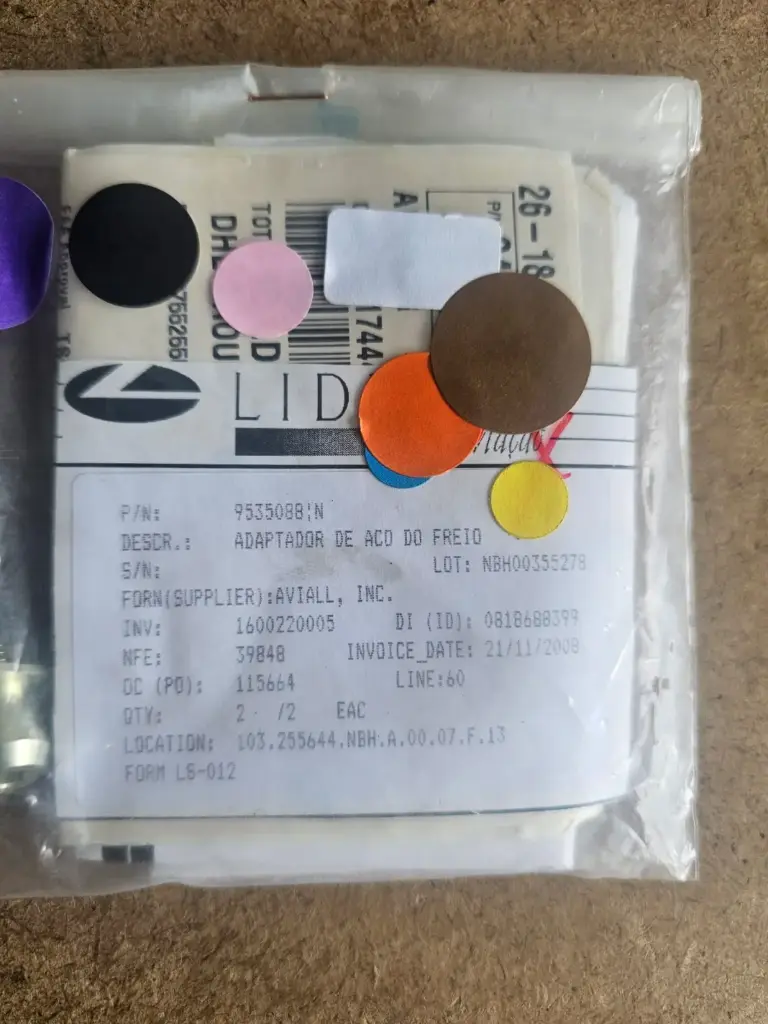 26-18
P/N
TOT
DHL
LID
P/N: 9535088¦N
DESCR.: ADAPTADOR DE ACO DO FREIO
S/N: LOT: NBH00355278
FORN(SUPPLIER):AVIALL, INC.
INV: 1600220005 DI (ID): 0818688399
NFE: 39848 INVOICE_DATE: 21/11/2008
OC (PO): 115664 LINE:60
QTY: 2 /2 EAC
LOCATION: 103.255644.NBH.A.00.07.F.13
FORM LS-012